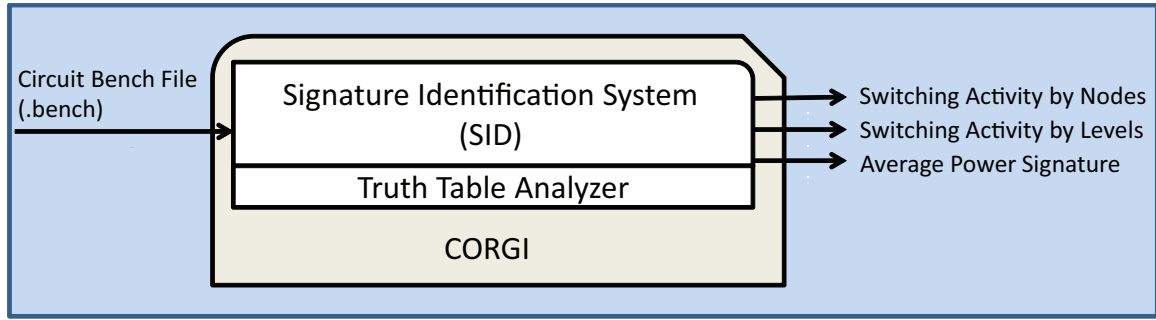 Circuit Bench File
(.bench)
Signature Identification System
(SID)
Truth Table Analyzer
CORGI
Switching Activity by Nodes
Switching Activity by Levels
Average Power Signature